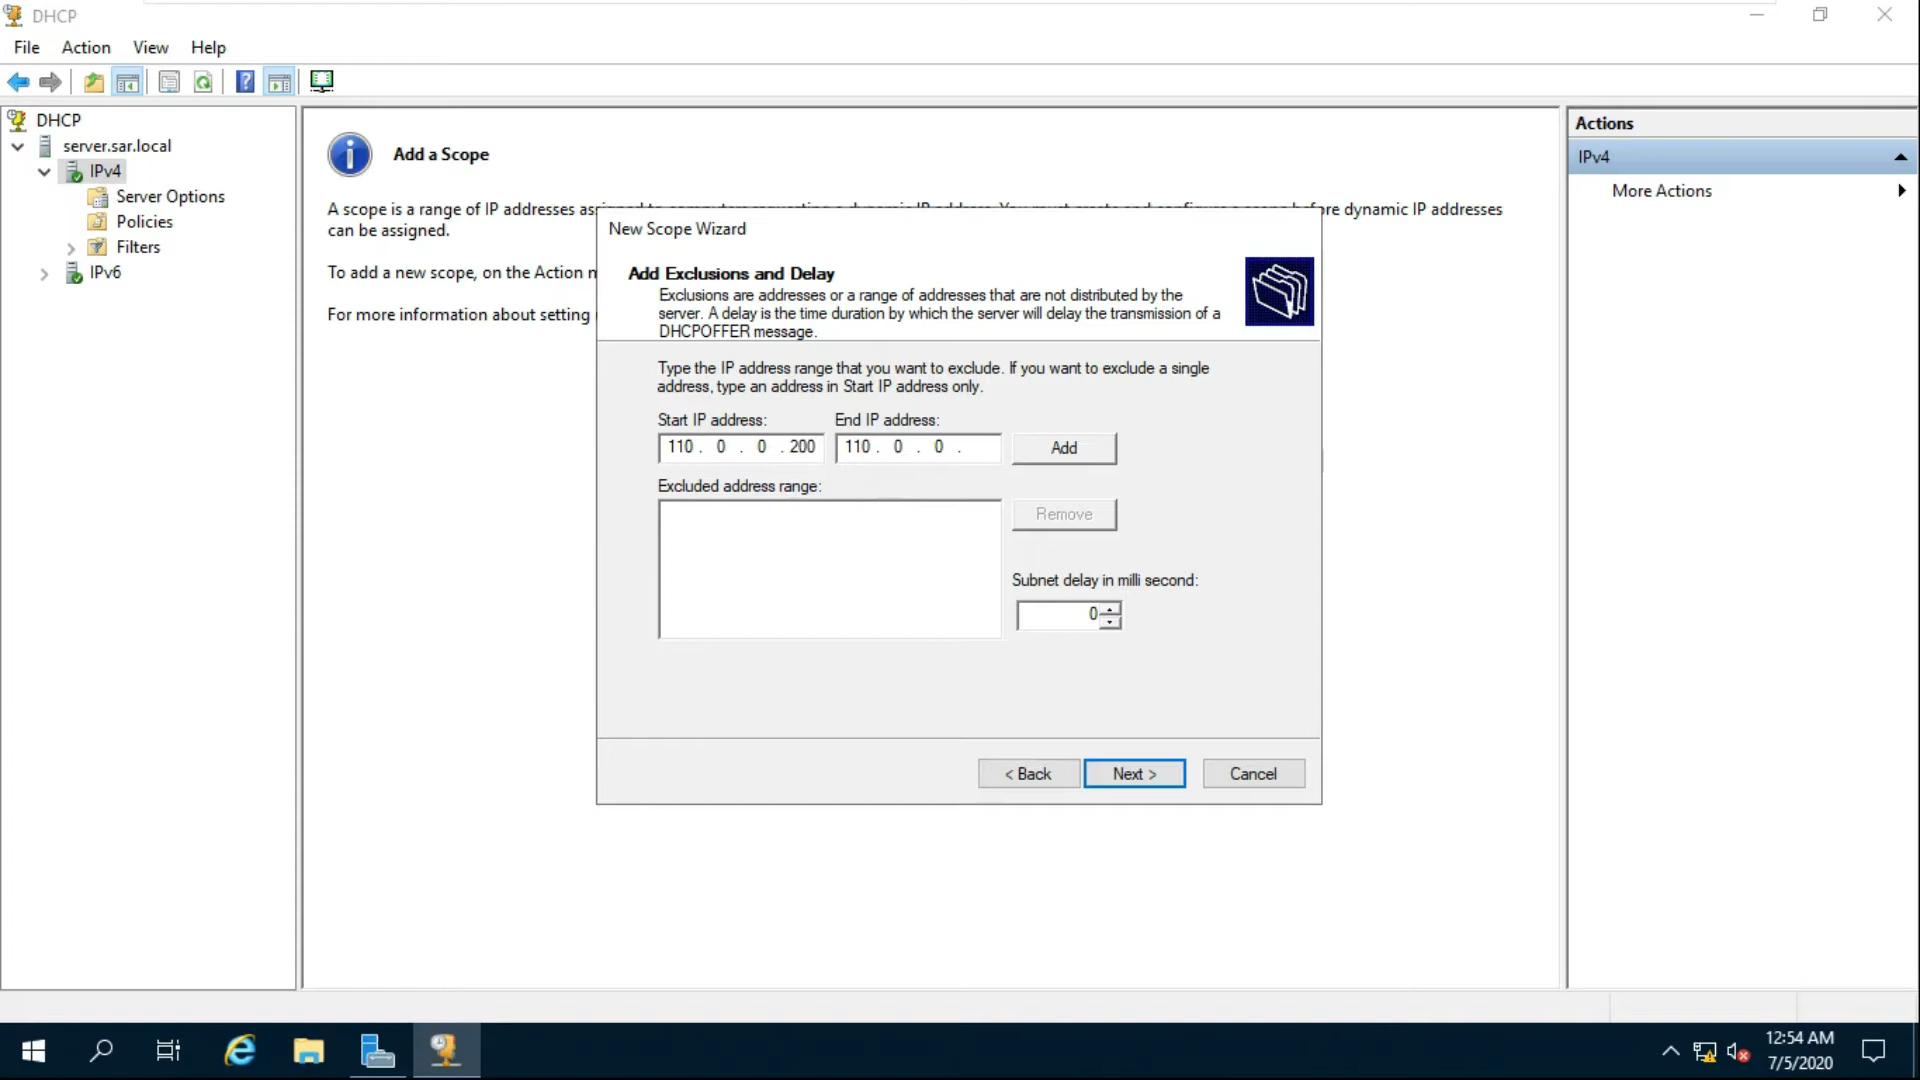 DHCP
File Action View Help
DHCP
server.sar.local
IPv4
Server Options
Policies
Filters
IPv6
Add a Scope
A scope is a range of IP addresses
before dynamic IP addresses
can be assigned.
To add a new scope, on the Action
For more information about setting
New Scope Wizard
Add Exclusions and Delay
Exclusions are addresses or a range of addresses that are not distributed by the
server. A delay is the time duration by which the server will delay the transmission of a
DHCPOFFER message.
Type the IP address range that you want to exclude. If you want to exclude a single
address, type an address in Start IP address only.
Start IP address: End IP address:
110 . 0 . 0 . 200 110 . 0 . 0 . Add
Excluded address range:
Remove
Subnet delay in milli second:
0
< Back Next > Cancel
Actions
IPv4
More Actions
12:54 AM
7/5/2020